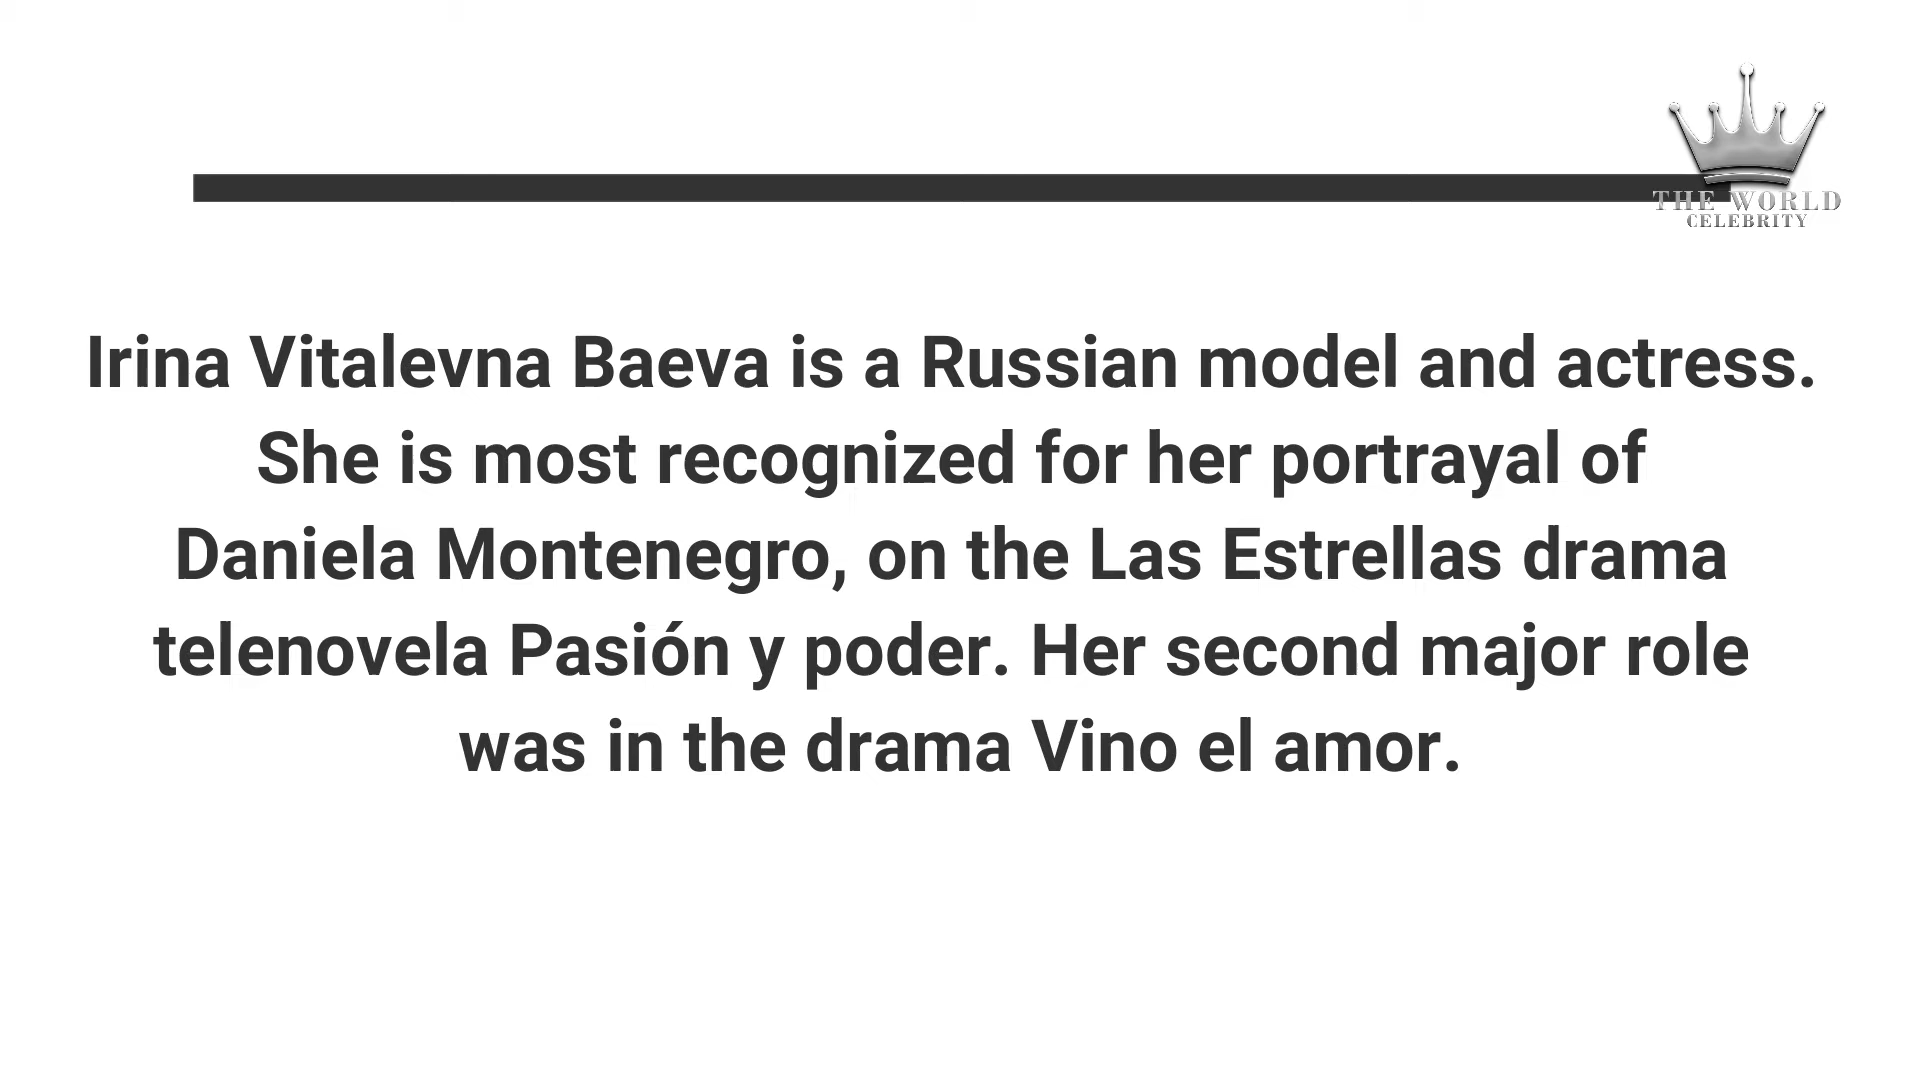 THE WORLD
CELEBRITY
Irina Vitalevna Baeva is a Russian model and actress.
She is most recognized for her portrayal of
Daniela Montenegro, on the Las Estrellas drama
telenovela Pasión y poder. Her second major role
was in the drama Vino el amor.